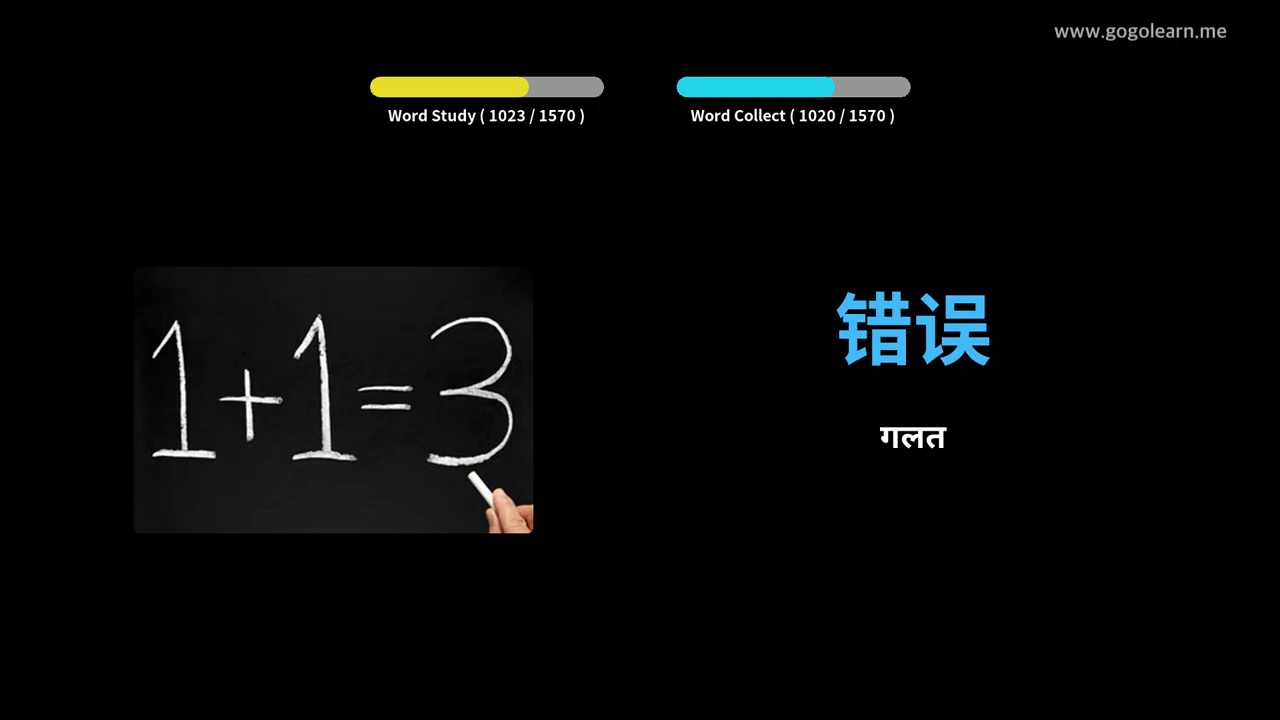 www.gogolearn.me
Word Study ( 1023 / 1570 )
Word Collect ( 1020 / 1570 )
1+1=3
错误
गलत